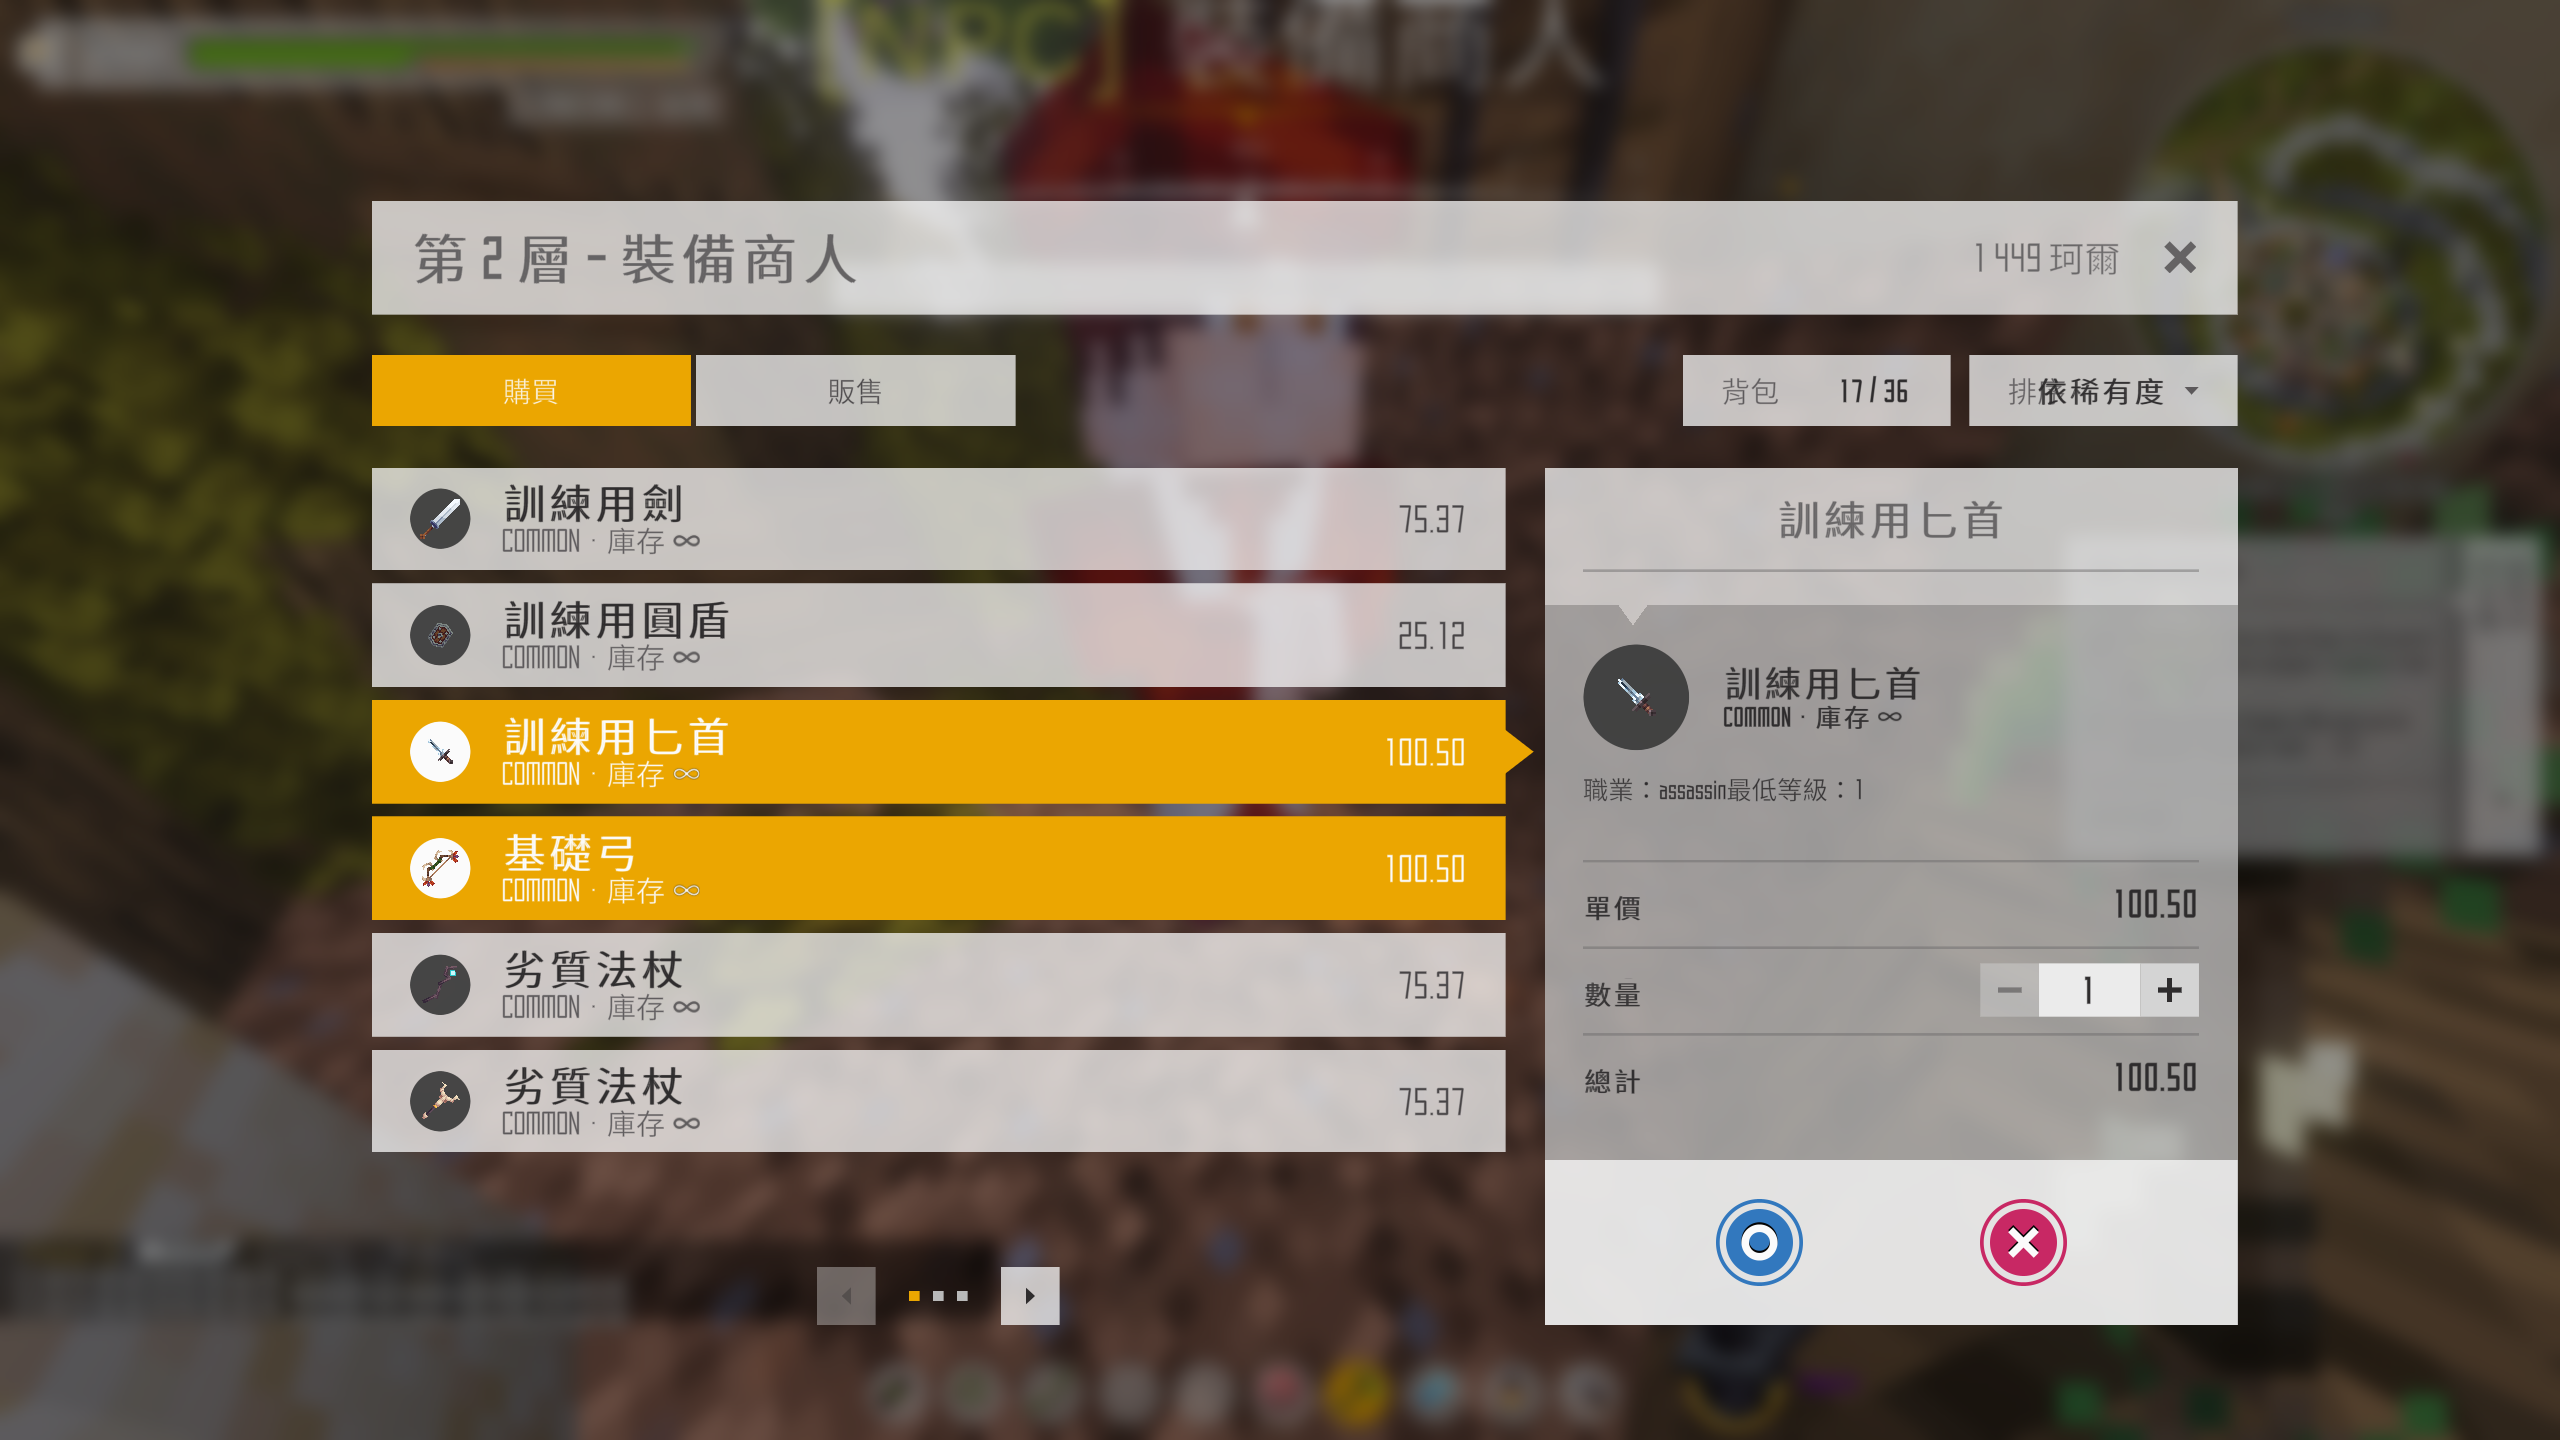 [NPC] 裝備商人
第2層-裝備商人
1 449 珂爾
購買
販售
背包 17/36
排 依稀有度
訓練用劍
COMMON · 庫存 ∞
75.37
訓練用圓盾
COMMON · 庫存 ∞
25.12
訓練用匕首
COMMON · 庫存 ∞
100.50
基礎弓
COMMON · 庫存 ∞
100.50
劣質法杖
COMMON · 庫存 ∞
75.37
劣質法杖
COMMON · 庫存 ∞
75.37
訓練用匕首
訓練用匕首
COMMON · 庫存 ∞
職業：assassin最低等級：1
單價 100.50
數量 1
總計 100.50